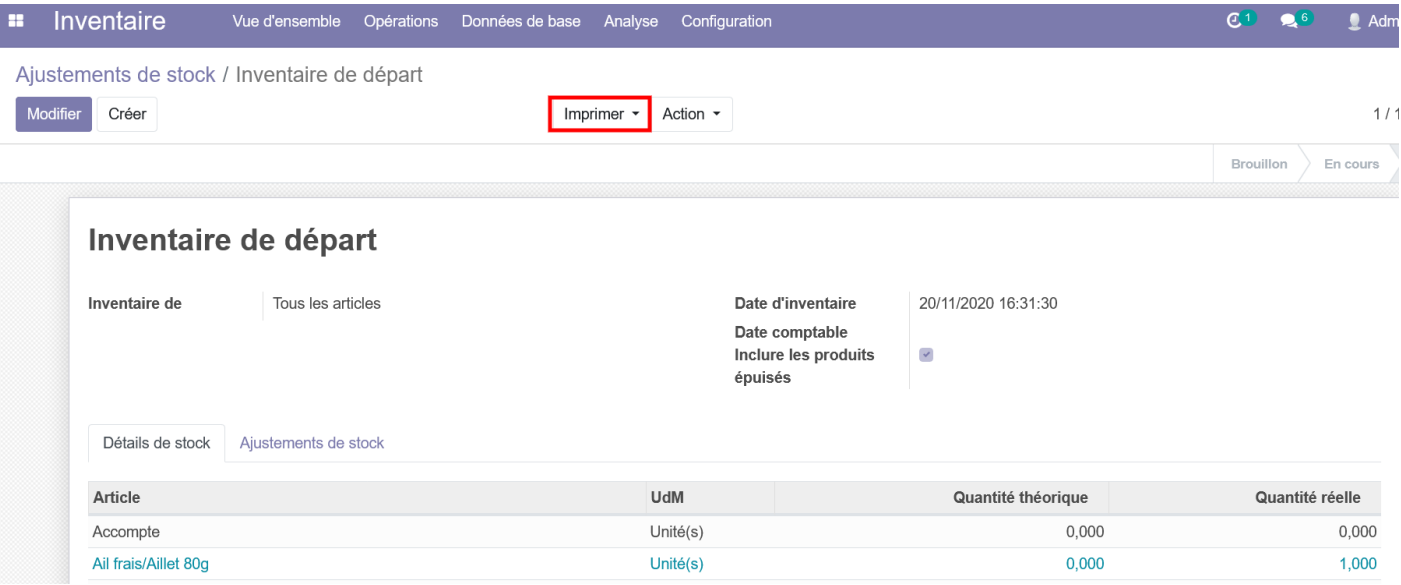 Inventaire Vue d'ensemble Opérations Données de base Analyse Configuration 1 6 Adm
Ajustements de stock / Inventaire de départ
Modifier Créer Imprimer Action 1 / 1
Brouillon En cours
Inventaire de départ
Inventaire de Tous les articles Date d'inventaire 20/11/2020 16:31:30
Date comptable
Inclure les produits
épuisés
Détails de stock Ajustements de stock
Article UdM Quantité théorique Quantité réelle
Accompte Unité(s) 0,000 0,000
Ail frais/Aillet 80g Unité(s) 0,000 1,000